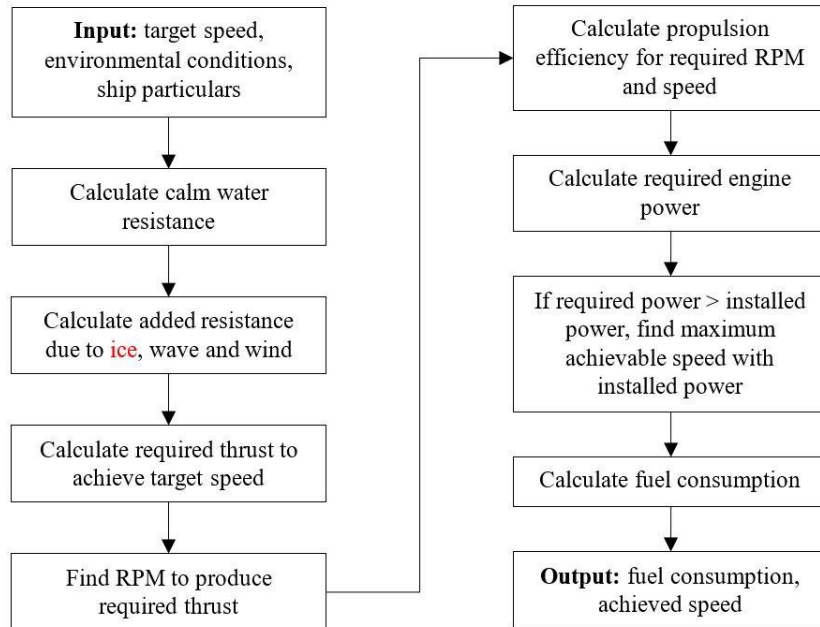 Input: target speed,
environmental conditions,
ship particulars
Calculate calm water
resistance
Calculate added resistance
due to ice, wave and wind
Calculate required thrust to
achieve target speed
Find RPM to produce
required thrust
Calculate propulsion
efficiency for required RPM
and speed
Calculate required engine
power
If required power > installed
power, find maximum
achievable speed with
installed power
Calculate fuel consumption
Output: fuel consumption,
achieved speed